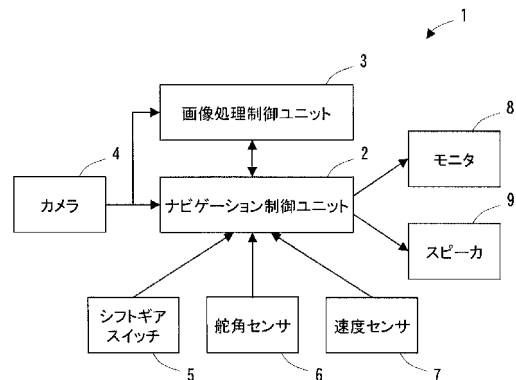 1
3
画像処理制御ユニット
8
モニタ
4
カメラ
2
ナビゲーション制御ユニット
9
スピーカ
シフトギア
スイッチ
舵角センサ
速度センサ
5
6
7